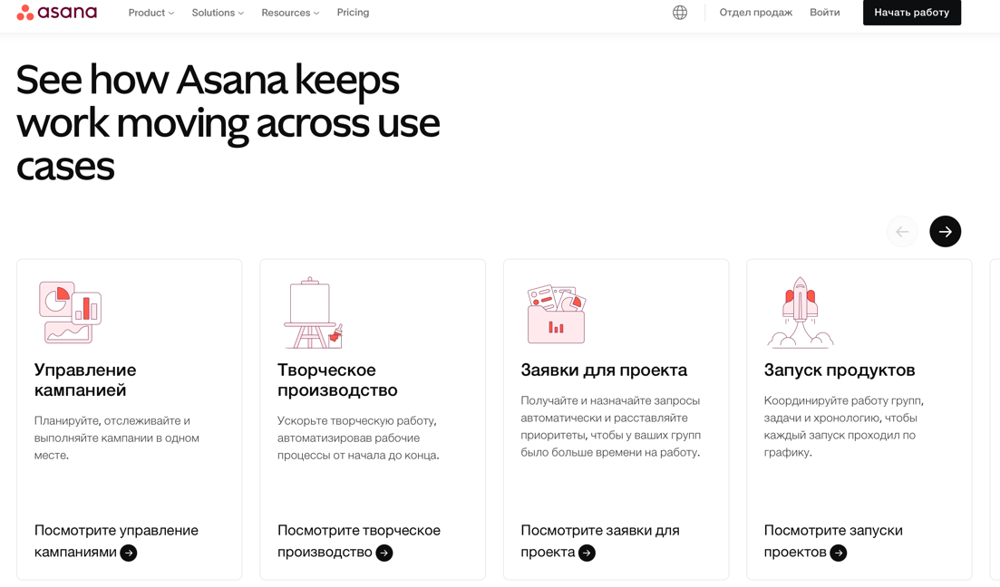 asana
Product
Solutions
Resources
Pricing
Отдел продаж
Войти
Начать работу
See how Asana keeps
work moving across use
cases
Управление
кампанией
Планируйте, отслеживайте и
выполняйте кампании в одном
месте.
Посмотрите управление
кампаниями
Творческое
производство
Ускорьте творческую работу,
автоматизировав рабочие
процессы от начала до конца.
Посмотрите творческое
производство
Заявки для проекта
Получайте и назначайте запросы
автоматически и расставляйте
приоритеты, чтобы у ваших групп
было больше времени на работу.
Посмотрите заявки для
проекта
Запуск продуктов
Координируйте работу групп,
задачи и хронологию, чтобы
каждый запуск проходил по
графику.
Посмотрите запуски
проектов